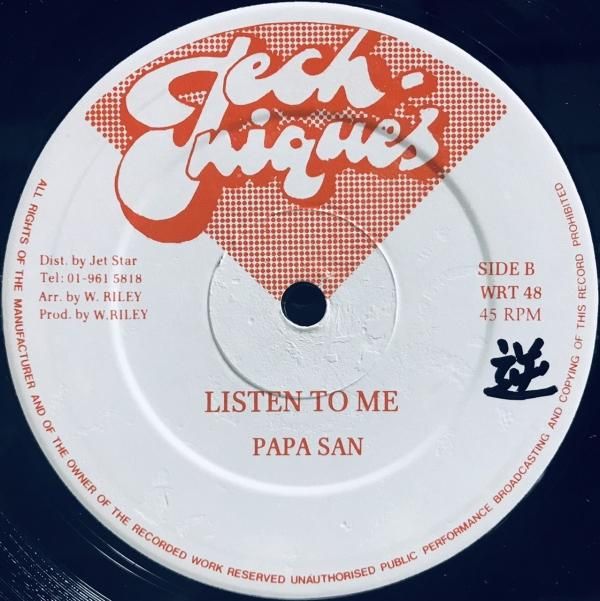 Tech-
niques
Dist. by Jet Star
Tel: 01-961 5818
Arr. by W. RILEY
Prod. by W.RILEY
SIDE B
WRT 48
45 RPM
逆
LISTEN TO ME
PAPA SAN
ALL RIGHTS OF THE MANUFACTURER AND OF THE OWNER OF THE RECORDED WORK RESERVED UNAUTHORISED PUBLIC PERFORMANCE BROADCASTING AND COPYING OF THIS RECORD PROHIBITED